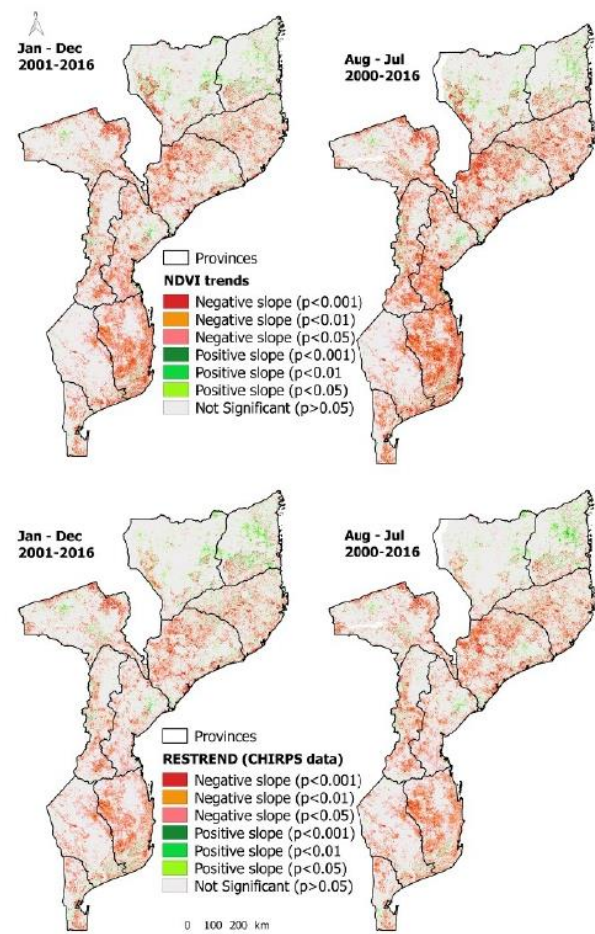 Jan - Dec
2001-2016
Aug - Jul
2000-2016
Provinces
NDVI trends
Negative slope (p<0.001)
Negative slope (p<0.01)
Negative slope (p<0.05)
Positive slope (p<0.001)
Positive slope (p<0.01
Positive slope (p<0.05)
Not Significant (p>0.05)
Jan - Dec
2001-2016
Aug - Jul
2000-2016
Provinces
RESTREND (CHIRPS data)
Negative slope (p<0.001)
Negative slope (p<0.01)
Negative slope (p<0.05)
Positive slope (p<0.001)
Positive slope (p<0.01
Positive slope (p<0.05)
Not Significant (p>0.05)
0 100 200 km